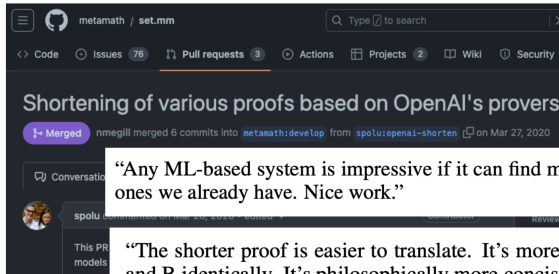 metamath / set.mm
Type / to search
<> Code
Issues 76
Pull requests 3
Actions
Projects 2
Wiki
Security
Shortening of various proofs based on OpenAI's provers
Merged nmegill merged 6 commits into metamath:develop from spolu:openai-shorten on Mar 27, 2020
Conversatio
“Any ML-based system is impressive if it can find m
ones we already have. Nice work.”
spolu commented on Mar 26, 2020 • edited
Contributor
Review
This PR
models
“The shorter proof is easier to translate. It’s more
and B identically. It’s philosophically more concis